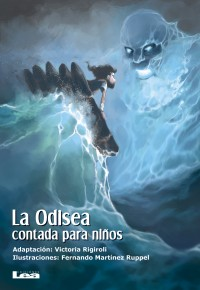 La Odisea
contada para niños
Adaptación: Victoria Rigiroli
Ilustraciones: Fernando Martínez Ruppel
Lea